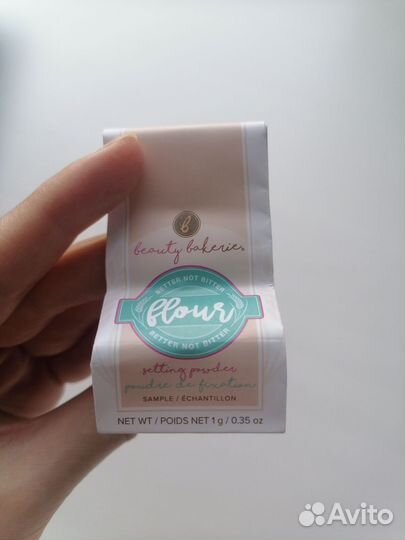 b
beauty bakerie®
BETTER NOT BITTER
flour
BETTER NOT BITTER
setting powder
poudre de fixation
SAMPLE / ÉCHANTILLON
NET WT / POIDS NET 1 g / 0.35 oz
Avito